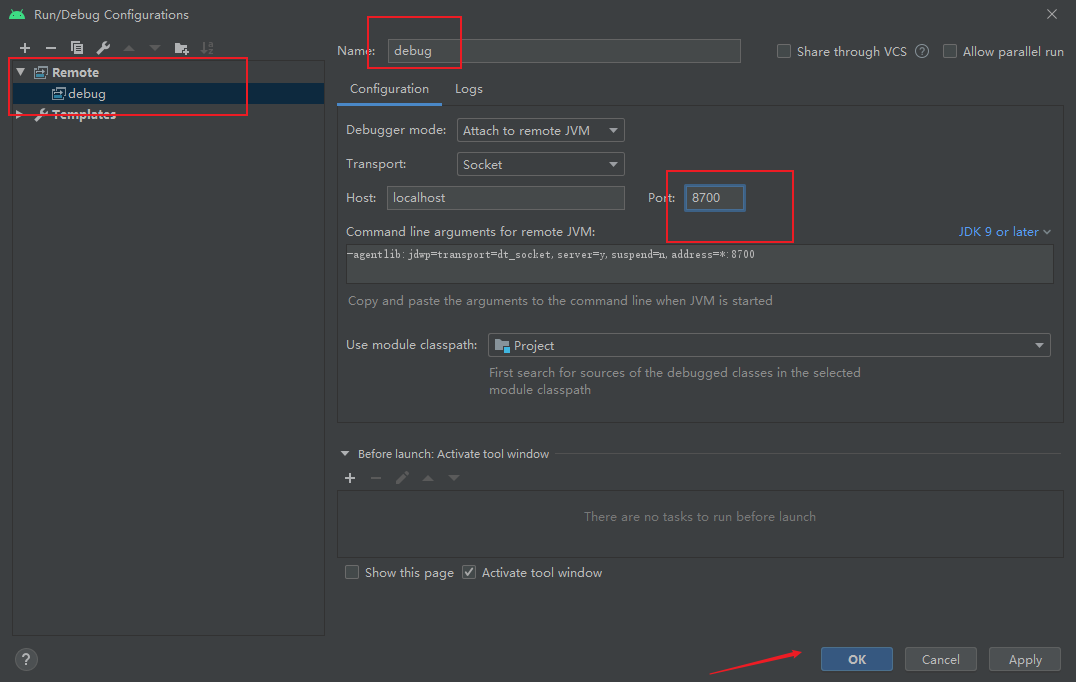 Run/Debug Configurations
Name: debug
Share through VCS ?
Allow parallel run
Remote
debug
Templates
Configuration Logs
Debugger mode: Attach to remote JVM
Transport: Socket
Host: localhost Port: 8700
Command line arguments for remote JVM: JDK 9 or later
-agentlib:jdwp=transport=dt_socket,server=y,suspend=n,address=*:8700
Copy and paste the arguments to the command line when JVM is started
Use module classpath: Project
First search for sources of the debugged classes in the selected
module classpath
Before launch: Activate tool window
There are no tasks to run before launch
Show this page Activate tool window
? OK Cancel Apply